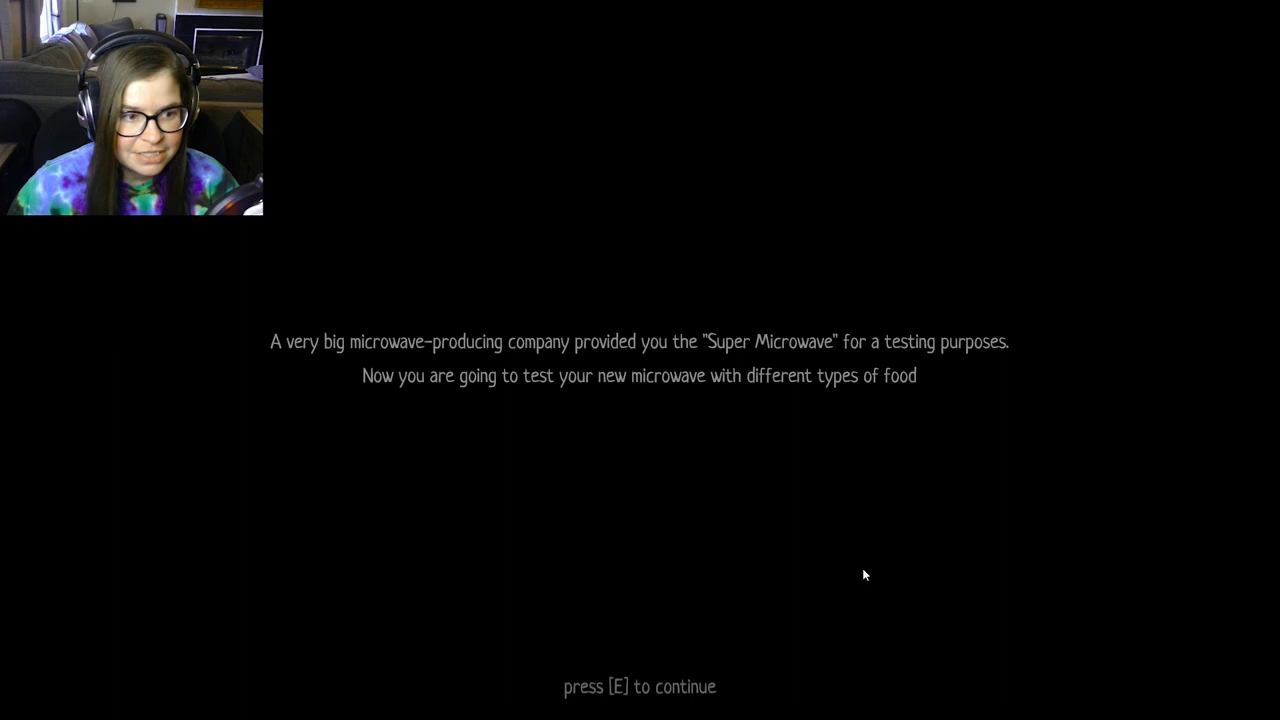 A very big microwave-producing company provided you the "Super Microwave" for a testing purposes.
Now you are going to test your new microwave with different types of food
press [E] to continue